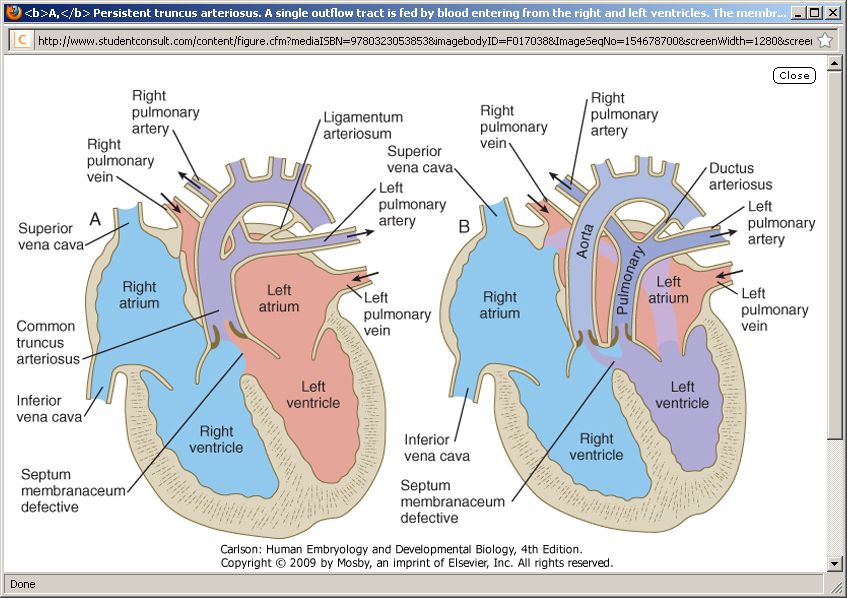 <b>A,</b> Persistent truncus arteriosus. A single outflow tract is fed by blood entering from the right and left ventricles. The membr...
C
http://www.studentconsult.com/content/figure.cfm?mediaISBN=9780323053853&imagebodyID=F017038&ImageSeqNo=154678700&screenWidth=1280&scree
Close
A
Right
pulmonary
artery
Right
pulmonary
vein
Ligamentum
arteriosum
Left
pulmonary
artery
Superior
vena cava
Right
atrium
Left
atrium
Left
pulmonary
vein
Common
truncus
arteriosus
Inferior
vena cava
Left
ventricle
Right
ventricle
Septum
membranaceum
defective
B
Superior
vena cava
Right
pulmonary
vein
Right
pulmonary
artery
Ductus
arteriosus
Left
pulmonary
artery
Aorta
Pulmonary
Right
atrium
Left
atrium
Left
pulmonary
vein
Left
ventricle
Right
ventricle
Inferior
vena cava
Septum
membranaceum
defective
Carlson: Human Embryology and Developmental Biology, 4th Edition.
Copyright © 2009 by Mosby, an imprint of Elsevier, Inc. All rights reserved.
Done